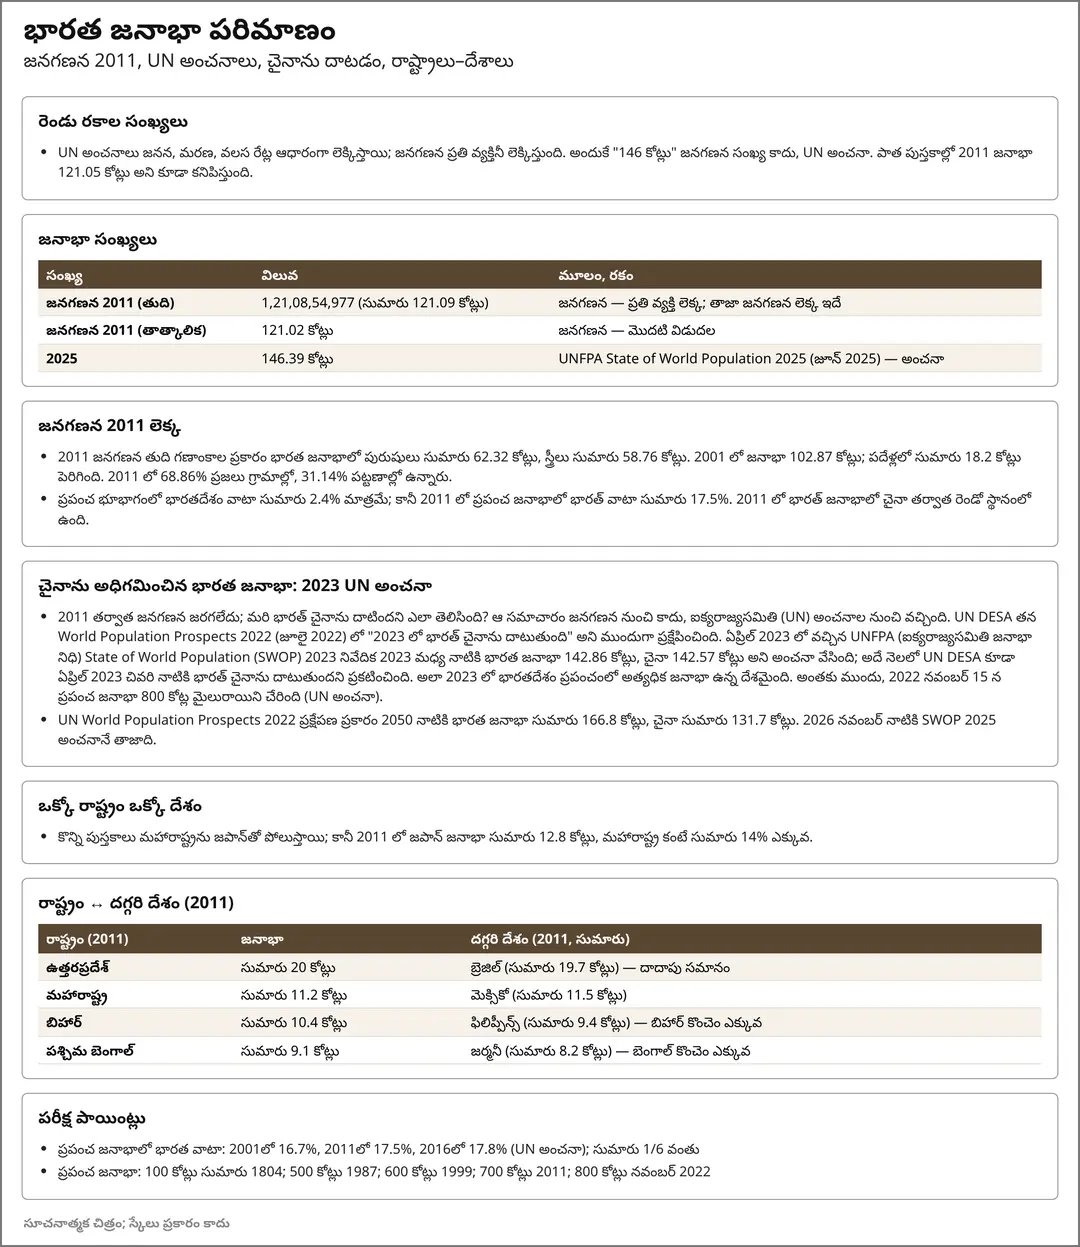 భారత జనాభా పరిమాణం
జనగణన 2011, UN అంచనాలు, చైనాను దాటడం, రాష్ట్రాలు–దేశాలు
రెండు రకాల సంఖ్యలు
• UN అంచనాలు జనన, మరణ, వలస రేట్ల ఆధారంగా లెక్కిస్తాయి; జనగణన ప్రతి వ్యక్తినీ లెక్కిస్తుంది. అందుకే "146 కోట్లు" జనగణన సంఖ్య కాదు, UN అంచనా. పాత పుస్తకాల్లో 2011 జనాభా
121.05 కోట్లు అని కూడా కనిపిస్తుంది.
జనాభా సంఖ్యలు
సంఖ్య విలువ మూలం, రకం
జనగణన 2011 (తుది) 1,21,08,54,977 (సుమారు 121.09 కోట్లు) జనగణన — ప్రతి వ్యక్తి లెక్క; తాజా జనగణన లెక్క ఇదే
జనగణన 2011 (తాత్కాలిక) 121.02 కోట్లు జనగణన — మొదటి విడుదల
2025 146.39 కోట్లు UNFPA State of World Population 2025 (జూన్ 2025) — అంచనా
జనగణన 2011 లెక్క
• 2011 జనగణన తుది గణాంకాల ప్రకారం భారత జనాభాలో పురుషులు సుమారు 62.32 కోట్లు, స్త్రీలు సుమారు 58.76 కోట్లు. 2001 లో జనాభా 102.87 కోట్లు; పదేళ్లలో సుమారు 18.2 కోట్లు
పెరిగింది. 2011 లో 68.86% ప్రజలు గ్రామాల్లో, 31.14% పట్టణాల్లో ఉన్నారు.
• ప్రపంచ భూభాగంలో భారతదేశం వాటా సుమారు 2.4% మాత్రమే; కానీ 2011 లో ప్రపంచ జనాభాలో భారత్ వాటా సుమారు 17.5%. 2011 లో భారత్ జనాభాలో చైనా తర్వాత రెండో స్థానంలో
ఉంది.
చైనాను అధిగమించిన భారత జనాభా: 2023 UN అంచనా
• 2011 తర్వాత జనగణన జరగలేదు; మరి భారత్ చైనాను దాటిందని ఎలా తెలిసింది? ఆ సమాచారం జనగణన నుంచి కాదు, ఐక్యరాజ్యసమితి (UN) అంచనాల నుంచి వచ్చింది. UN DESA తన
World Population Prospects 2022 (జూలై 2022) లో "2023 లో భారత్ చైనాను దాటుతుంది" అని ముందుగా ప్రక్షేపించింది. ఏప్రిల్ 2023 లో వచ్చిన UNFPA (ఐక్యరాజ్యసమితి జనాభా
నిధి) State of World Population (SWOP) 2023 నివేదిక 2023 మధ్య నాటికి భారత జనాభా 142.86 కోట్లు, చైనా 142.57 కోట్లు అని అంచనా వేసింది; అదే నెలలో UN DESA కూడా
ఏప్రిల్ 2023 చివరి నాటికి భారత్ చైనాను దాటుతుందని ప్రకటించింది. అలా 2023 లో భారతదేశం ప్రపంచంలో అత్యధిక జనాభా ఉన్న దేశమైంది. అంతకు ముందు, 2022 నవంబర్ 15 న
ప్రపంచ జనాభా 800 కోట్ల మైలురాయిని చేరింది (UN అంచనా).
• UN World Population Prospects 2022 ప్రక్షేపణ ప్రకారం 2050 నాటికి భారత జనాభా సుమారు 166.8 కోట్లు, చైనా సుమారు 131.7 కోట్లు. 2026 నవంబర్ నాటికి SWOP 2025
అంచనానే తాజాది.
ఒక్కో రాష్ట్రం ఒక్కో దేశం
• కొన్ని పుస్తకాలు మహారాష్ట్రను జపాన్‌తో పోలుస్తాయి; కానీ 2011 లో జపాన్ జనాభా సుమారు 12.8 కోట్లు, మహారాష్ట్ర కంటే సుమారు 14% ఎక్కువ.
రాష్ట్రం ↔ దగ్గరి దేశం (2011)
రాష్ట్రం (2011) జనాభా దగ్గరి దేశం (2011, సుమారు)
ఉత్తరప్రదేశ్ సుమారు 20 కోట్లు బ్రెజిల్ (సుమారు 19.7 కోట్లు) — దాదాపు సమానం
మహారాష్ట్ర సుమారు 11.2 కోట్లు మెక్సికో (సుమారు 11.5 కోట్లు)
బిహార్ సుమారు 10.4 కోట్లు ఫిలిప్పీన్స్ (సుమారు 9.4 కోట్లు) — బిహార్ కొంచెం ఎక్కువ
పశ్చిమ బెంగాల్ సుమారు 9.1 కోట్లు జర్మనీ (సుమారు 8.2 కోట్లు) — బెంగాల్ కొంచెం ఎక్కువ
పరీక్ష పాయింట్లు
• ప్రపంచ జనాభాలో భారత వాటా: 2001లో 16.7%, 2011లో 17.5%, 2016లో 17.8% (UN అంచనా); సుమారు 1/6 వంతు
• ప్రపంచ జనాభా: 100 కోట్లు సుమారు 1804; 500 కోట్లు 1987; 600 కోట్లు 1999; 700 కోట్లు 2011; 800 కోట్లు నవంబర్ 2022
సూచనాత్మక చిత్రం; స్కేలు ప్రకారం కాదు